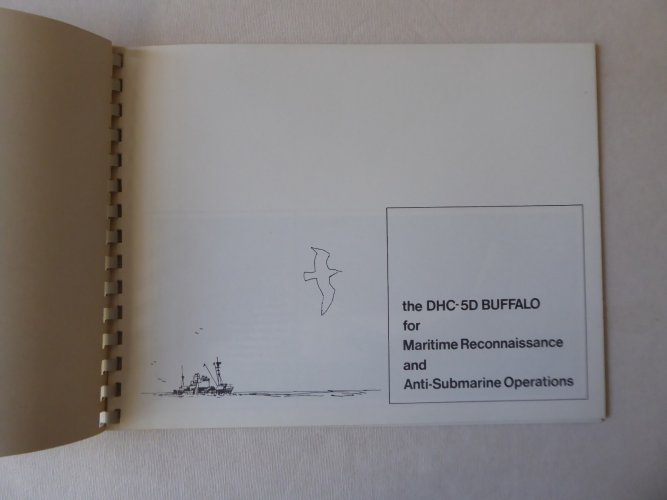 the DHC-5D BUFFALO
for
Maritime Reconnaissance
and
Anti-Submarine Operations